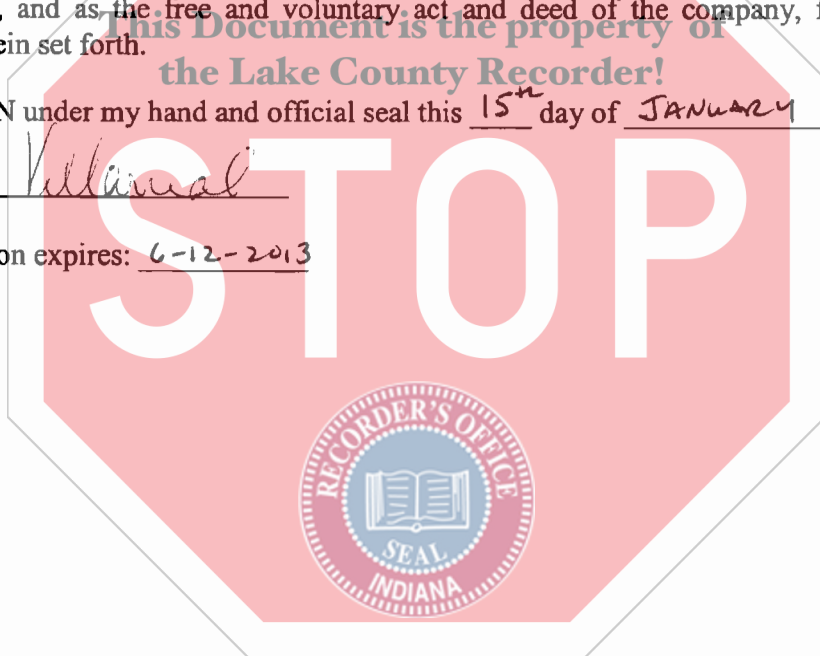 , and as the free and voluntary act and deed of the company, f
This Document is the property of
ein set forth.
the Lake County Recorder!
N under my hand and official seal this 15th day of JANUARY
on expires: 6-12-2013
STOP
RECORDER'S OFFICE
SEAL
INDIANA